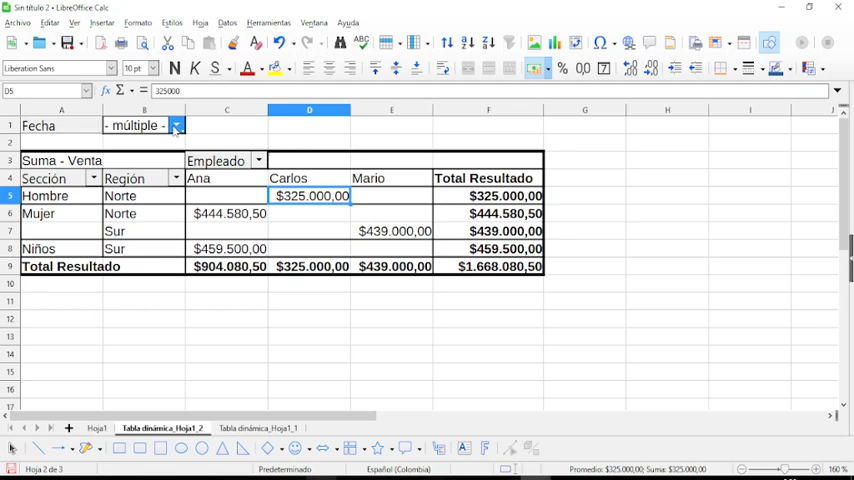 Sin título 2 - LibreOffice Calc
Archivo Editar Ver Insertar Formato Estilos Hoja Datos Herramientas Ventana Ayuda
Liberation Sans 10 pt N K S A % 0,0 7
D5 fx Σ = 325000
A B C D E F G H I J
1 Fecha - múltiple -
2
3 Suma - Venta Empleado
4 Sección Región Ana Carlos Mario Total Resultado
5 Hombre Norte $325.000,00 $325.000,00
6 Mujer Norte $444.580,50 $444.580,50
7 Sur $439.000,00 $439.000,00
8 Niños Sur $459.500,00 $459.500,00
9 Total Resultado $904.080,50 $325.000,00 $439.000,00 $1.668.080,50
10
11
12
13
14
15
16
17
Hoja1 Tabla dinámica_Hoja1_2 Tabla dinámica_Hoja1_1
Hoja 2 de 3 Predeterminado Español (Colombia) Promedio: $325.000,00; Suma: $325.000,00 160 %